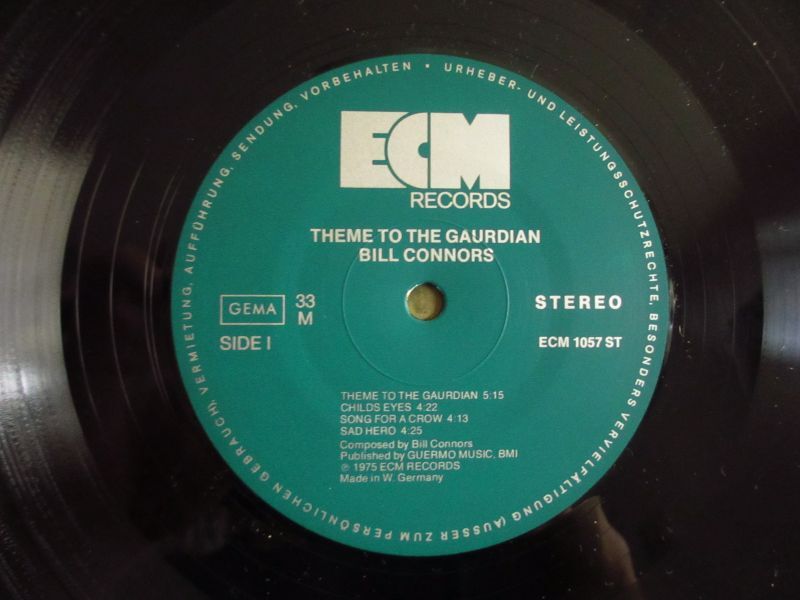 URHEBER- UND LEISTUNGSSCHUTZRECHTE, BESONDERS VERVIELFÄLTIGUNG (AUSSER ZUM PERSÖNLICHEN GEBRAUCH), VERMIETUNG, AUFFÜHRUNG, SENDUNG, VORBEHALTEN •
ECM
RECORDS
THEME TO THE GAURDIAN
BILL CONNORS
GEMA 33 STEREO
M
SIDE I ECM 1057 ST
THEME TO THE GAURDIAN 5:15
CHILDS EYES 4:22
SONG FOR A CROW 4:13
SAD HERO 4:25
Composed by Bill Connors
Published by GUERMO MUSIC, BMI
℗ 1975 ECM RECORDS
Made in W. Germany